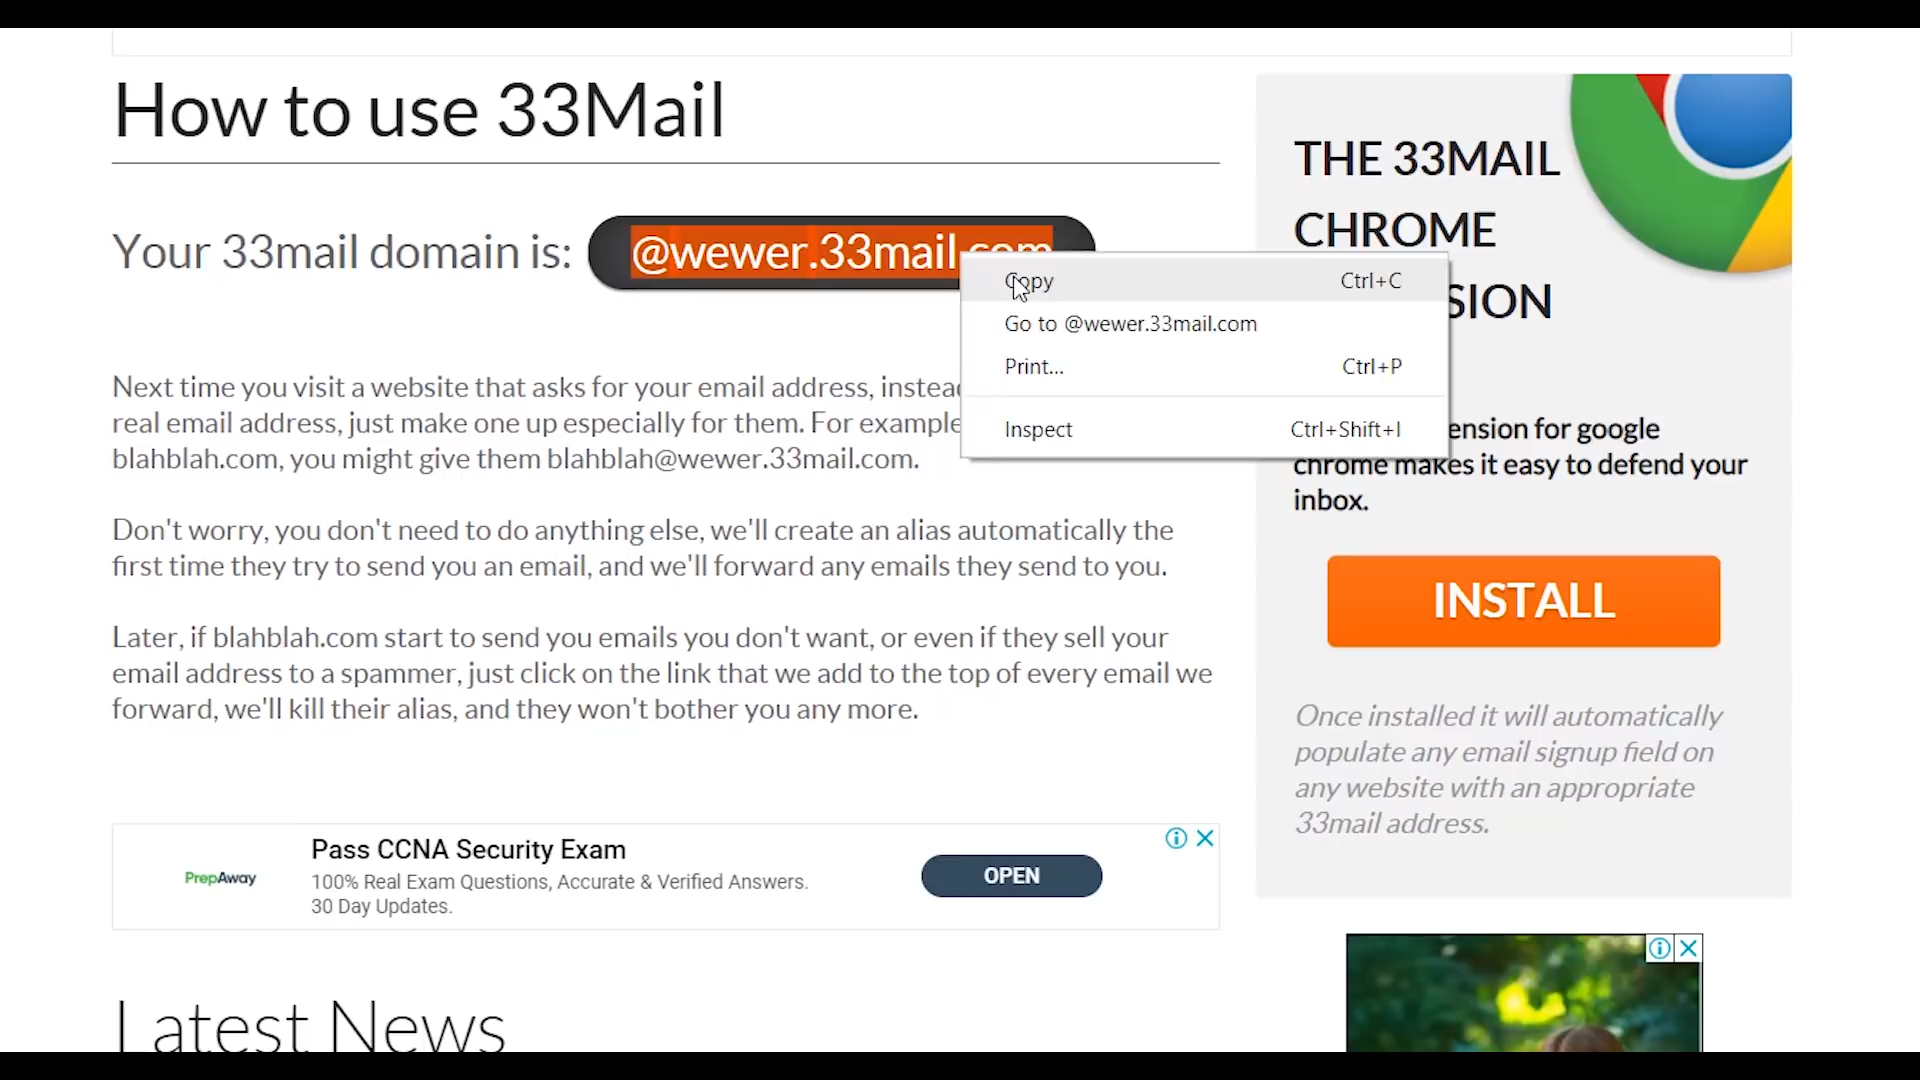 How to use 33Mail
Your 33mail domain is: @wewer.33mail.com
Copy Ctrl+C
Go to @wewer.33mail.com
Print... Ctrl+P
Inspect Ctrl+Shift+I
Next time you visit a website that asks for your email address,
real email address, just make one up especially for them. For example
blahblah.com, you might give them blahblah@wewer.33mail.com.
Don't worry, you don't need to do anything else, we'll create an alias automatically the
first time they try to send you an email, and we'll forward any emails they send to you.
Later, if blahblah.com start to send you emails you don't want, or even if they sell your
email address to a spammer, just click on the link that we add to the top of every email we
forward, we'll kill their alias, and they won't bother you any more.
PrepAway
Pass CCNA Security Exam
100% Real Exam Questions, Accurate & Verified Answers.
30 Day Updates.
OPEN
Latest News
THE 33MAIL
CHROME
for google
chrome makes it easy to defend your
inbox.
INSTALL
Once installed it will automatically
populate any email signup field on
any website with an appropriate
33mail address.